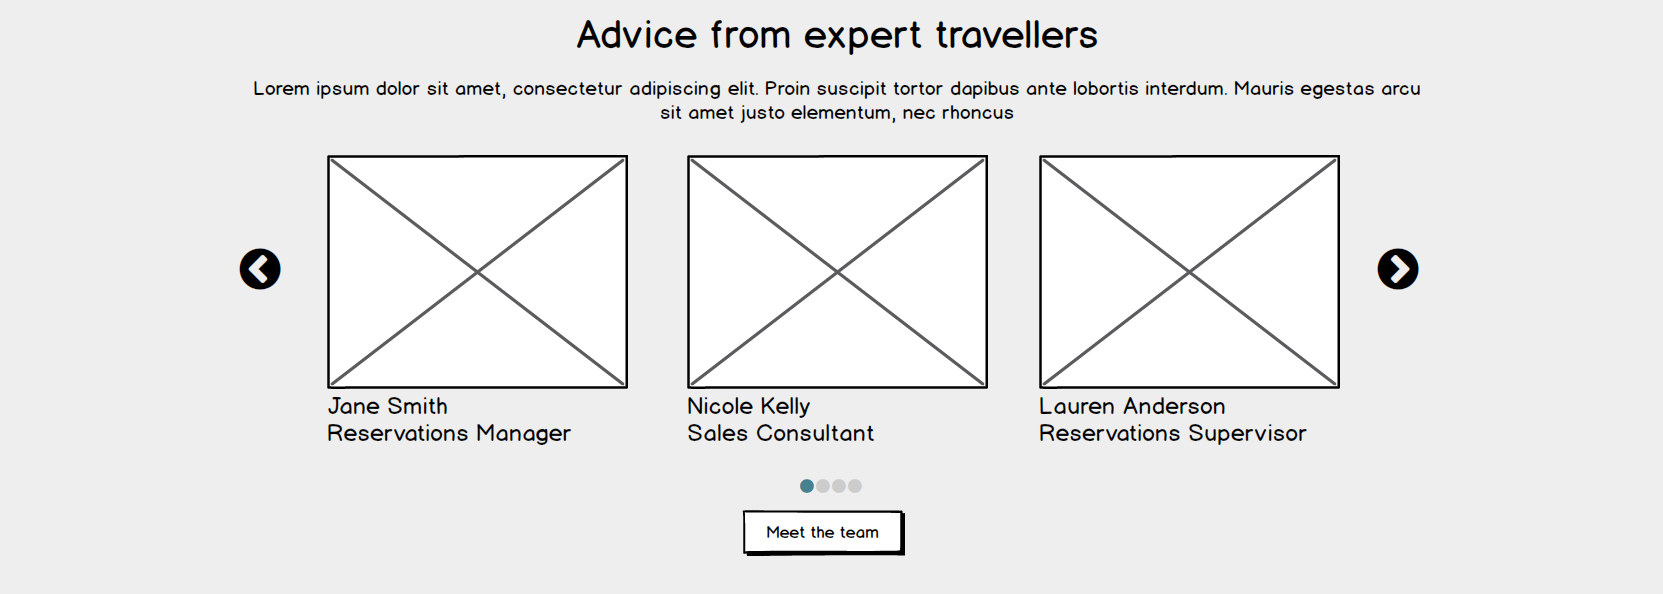 Advice from expert travellers
Lorem ipsum dolor sit amet, consectetur adipiscing elit. Proin suscipit tortor dapibus ante lobortis interdum. Mauris egestas arcu
sit amet justo elementum, nec rhoncus
Jane Smith
Reservations Manager
Nicole Kelly
Sales Consultant
Lauren Anderson
Reservations Supervisor
Meet the team